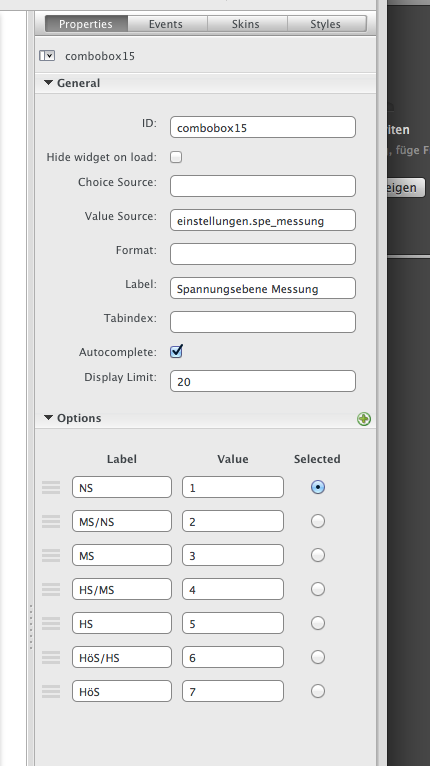 Properties Events Skins Styles
combobox15
General
ID: combobox15
Hide widget on load:
Choice Source:
Value Source: einstellungen.spe_messung
Format:
Label: Spannungsebene Messung
Tabindex:
Autocomplete:
Display Limit: 20
Options
Label Value Selected
NS 1
MS/NS 2
MS 3
HS/MS 4
HS 5
HöS/HS 6
HöS 7
iten
, füge F
eigen